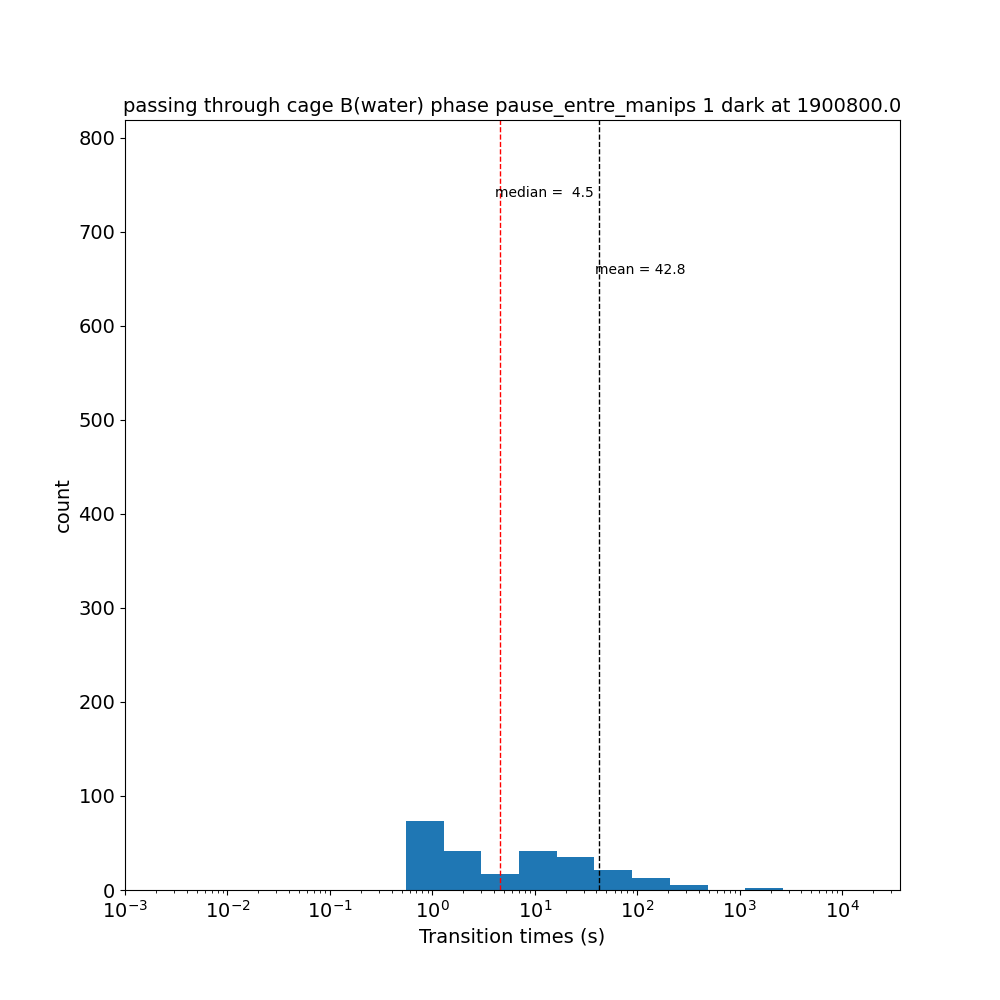 passing through cage B(water) phase pause_entre_manips 1 dark at 1900800.0
800
700
600
500
400
300
200
100
0
count
median =  4.5
mean = 42.8
10⁻³ 10⁻² 10⁻¹ 10⁰ 10¹ 10² 10³ 10⁴
Transition times (s)